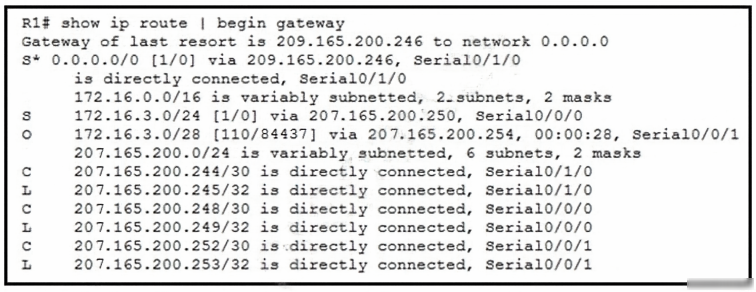 R1# show ip route | begin gateway
Gateway of last resort is 209.165.200.246 to network 0.0.0.0
S* 0.0.0.0/0 [1/0] via 209.165.200.246, Serial0/1/0
is directly connected, Serial0/1/0
172.16.0.0/16 is variably subnetted, 2 subnets, 2 masks
S 172.16.3.0/24 [1/0] via 207.165.200.250, Serial0/0/0
O 172.16.3.0/28 [110/84437] via 207.165.200.254, 00:00:28, Serial0/0/1
207.165.200.0/24 is variably subnetted, 6 subnets, 2 masks
C 207.165.200.244/30 is directly connected, Serial0/1/0
L 207.165.200.245/32 is directly connected, Serial0/1/0
C 207.165.200.248/30 is directly connected, Serial0/0/0
L 207.165.200.249/32 is directly connected, Serial0/0/0
C 207.165.200.252/30 is directly connected, Serial0/0/1
L 207.165.200.253/32 is directly connected, Serial0/0/1